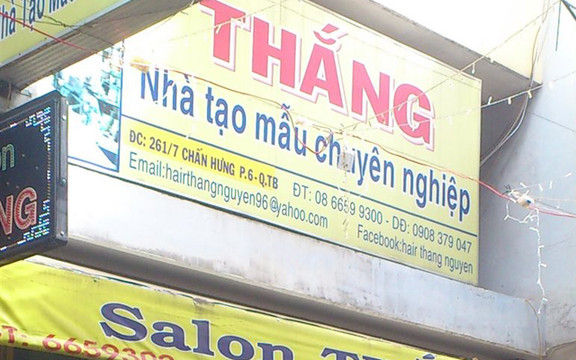 THẮNG
Nhà tạo mẫu chuyên nghiệp
ĐC: 261/7 CHẤN HƯNG P.6-Q.TB
ĐT: 08 6659 9300 - DĐ: 0908 379 047
Email:hairthangnguyen96@yahoo.com
Facebook:hair thang nguyen
NG
Salon